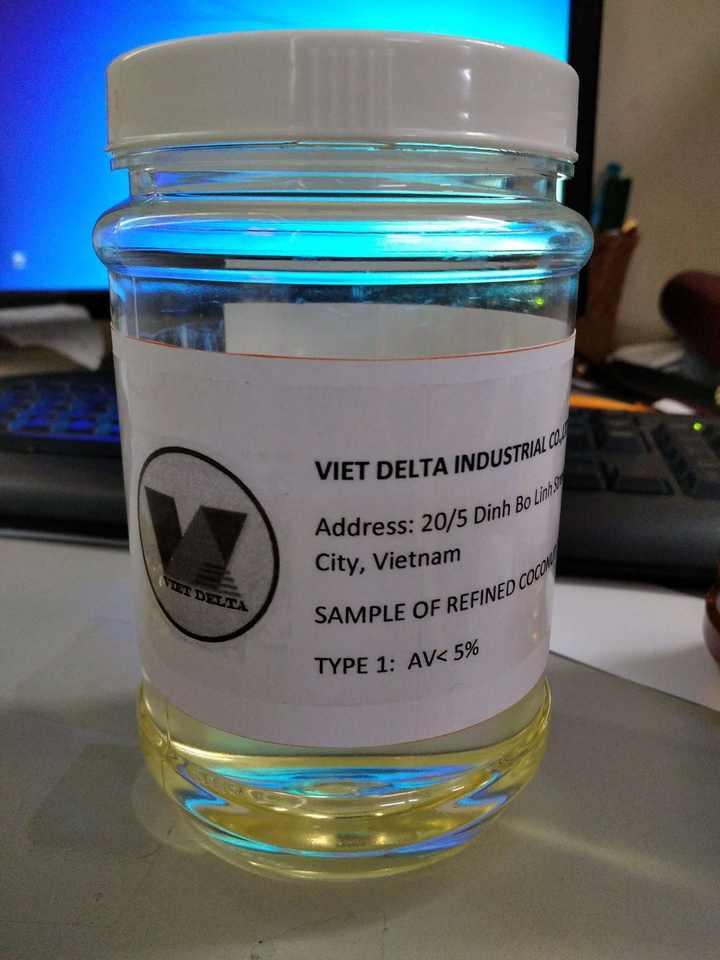 VIET DELTA INDUSTRIAL CO.,
Address: 20/5 Dinh Bo Linh
City, Vietnam
SAMPLE OF REFINED COCONUT
TYPE 1: AV< 5%
VIET DELTA